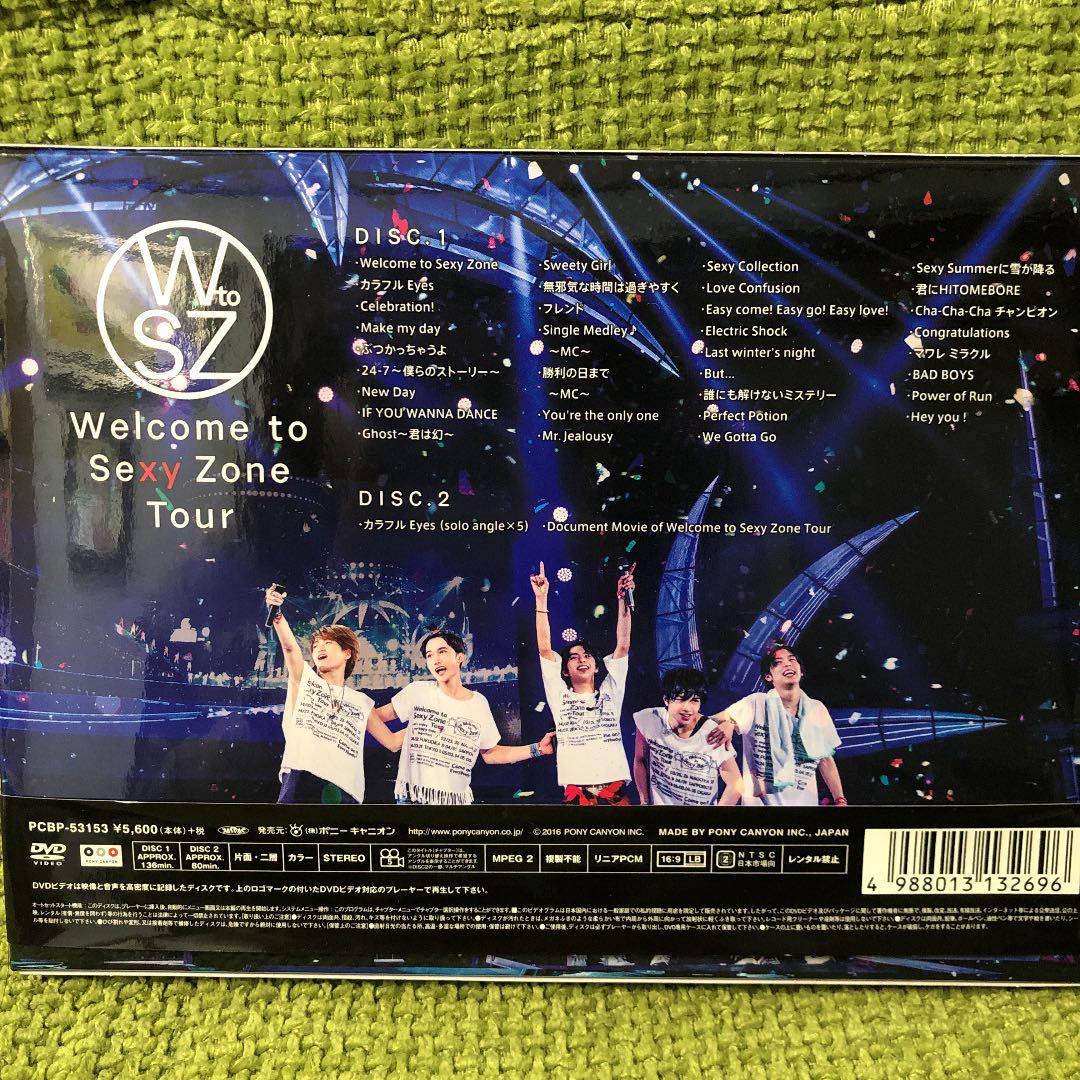 W to
SZ
Welcome to
Sexy Zone
Tour
DISC.1
・Welcome to Sexy Zone
・カラフル Eyes
・Celebration!
・Make my day
・ぶつかっちゃうよ
・24-7〜僕らのストーリー〜
・New Day
・IF YOU WANNA DANCE
・Ghost〜君は幻〜
・Sweety Girl
・無邪気な時間は過ぎやすく
・フレンド
・Single Medley♪
〜MC〜
・勝利の日まで
〜MC〜
・You're the only one
・Mr. Jealousy
・Sexy Collection
・Love Confusion
・Easy come! Easy go! Easy love!
・Electric Shock
・Last winter's night
・But...
・誰にも解けないミステリー
・Perfect Potion
・We Gotta Go
・Sexy Summerに雪が降る
・君にHITOMEBORE
・Cha-Cha-Cha チャンピオン
・Congratulations
・マワレ ミラクル
・BAD BOYS
・Power of Run
・Hey you !
DISC.2
・カラフル Eyes (solo angle×5) ・Document Movie of Welcome to Sexy Zone Tour
PCBP-53153 ¥5,600(本体)+税 発売元: (株)ポニーキャニオン http://www.ponycanyon.co.jp/ © 2016 PONY CANYON INC. MADE BY PONY CANYON INC., JAPAN
DVD VIDEO
PONY CANYON
DISC 1 APPROX. 136min.
DISC 2 APPROX. 80min.
片面・二層
カラー
STEREO
MPEG 2
複製不能
リニアPCM
16:9 LB
2 NTSC 日本市場向
レンタル禁止
4 988013 132696
DVDビデオは映像と音声を高密度に記録したディスクです。上のロゴマークの付いたDVDビデオ対応のプレーヤーで再生して下さい。